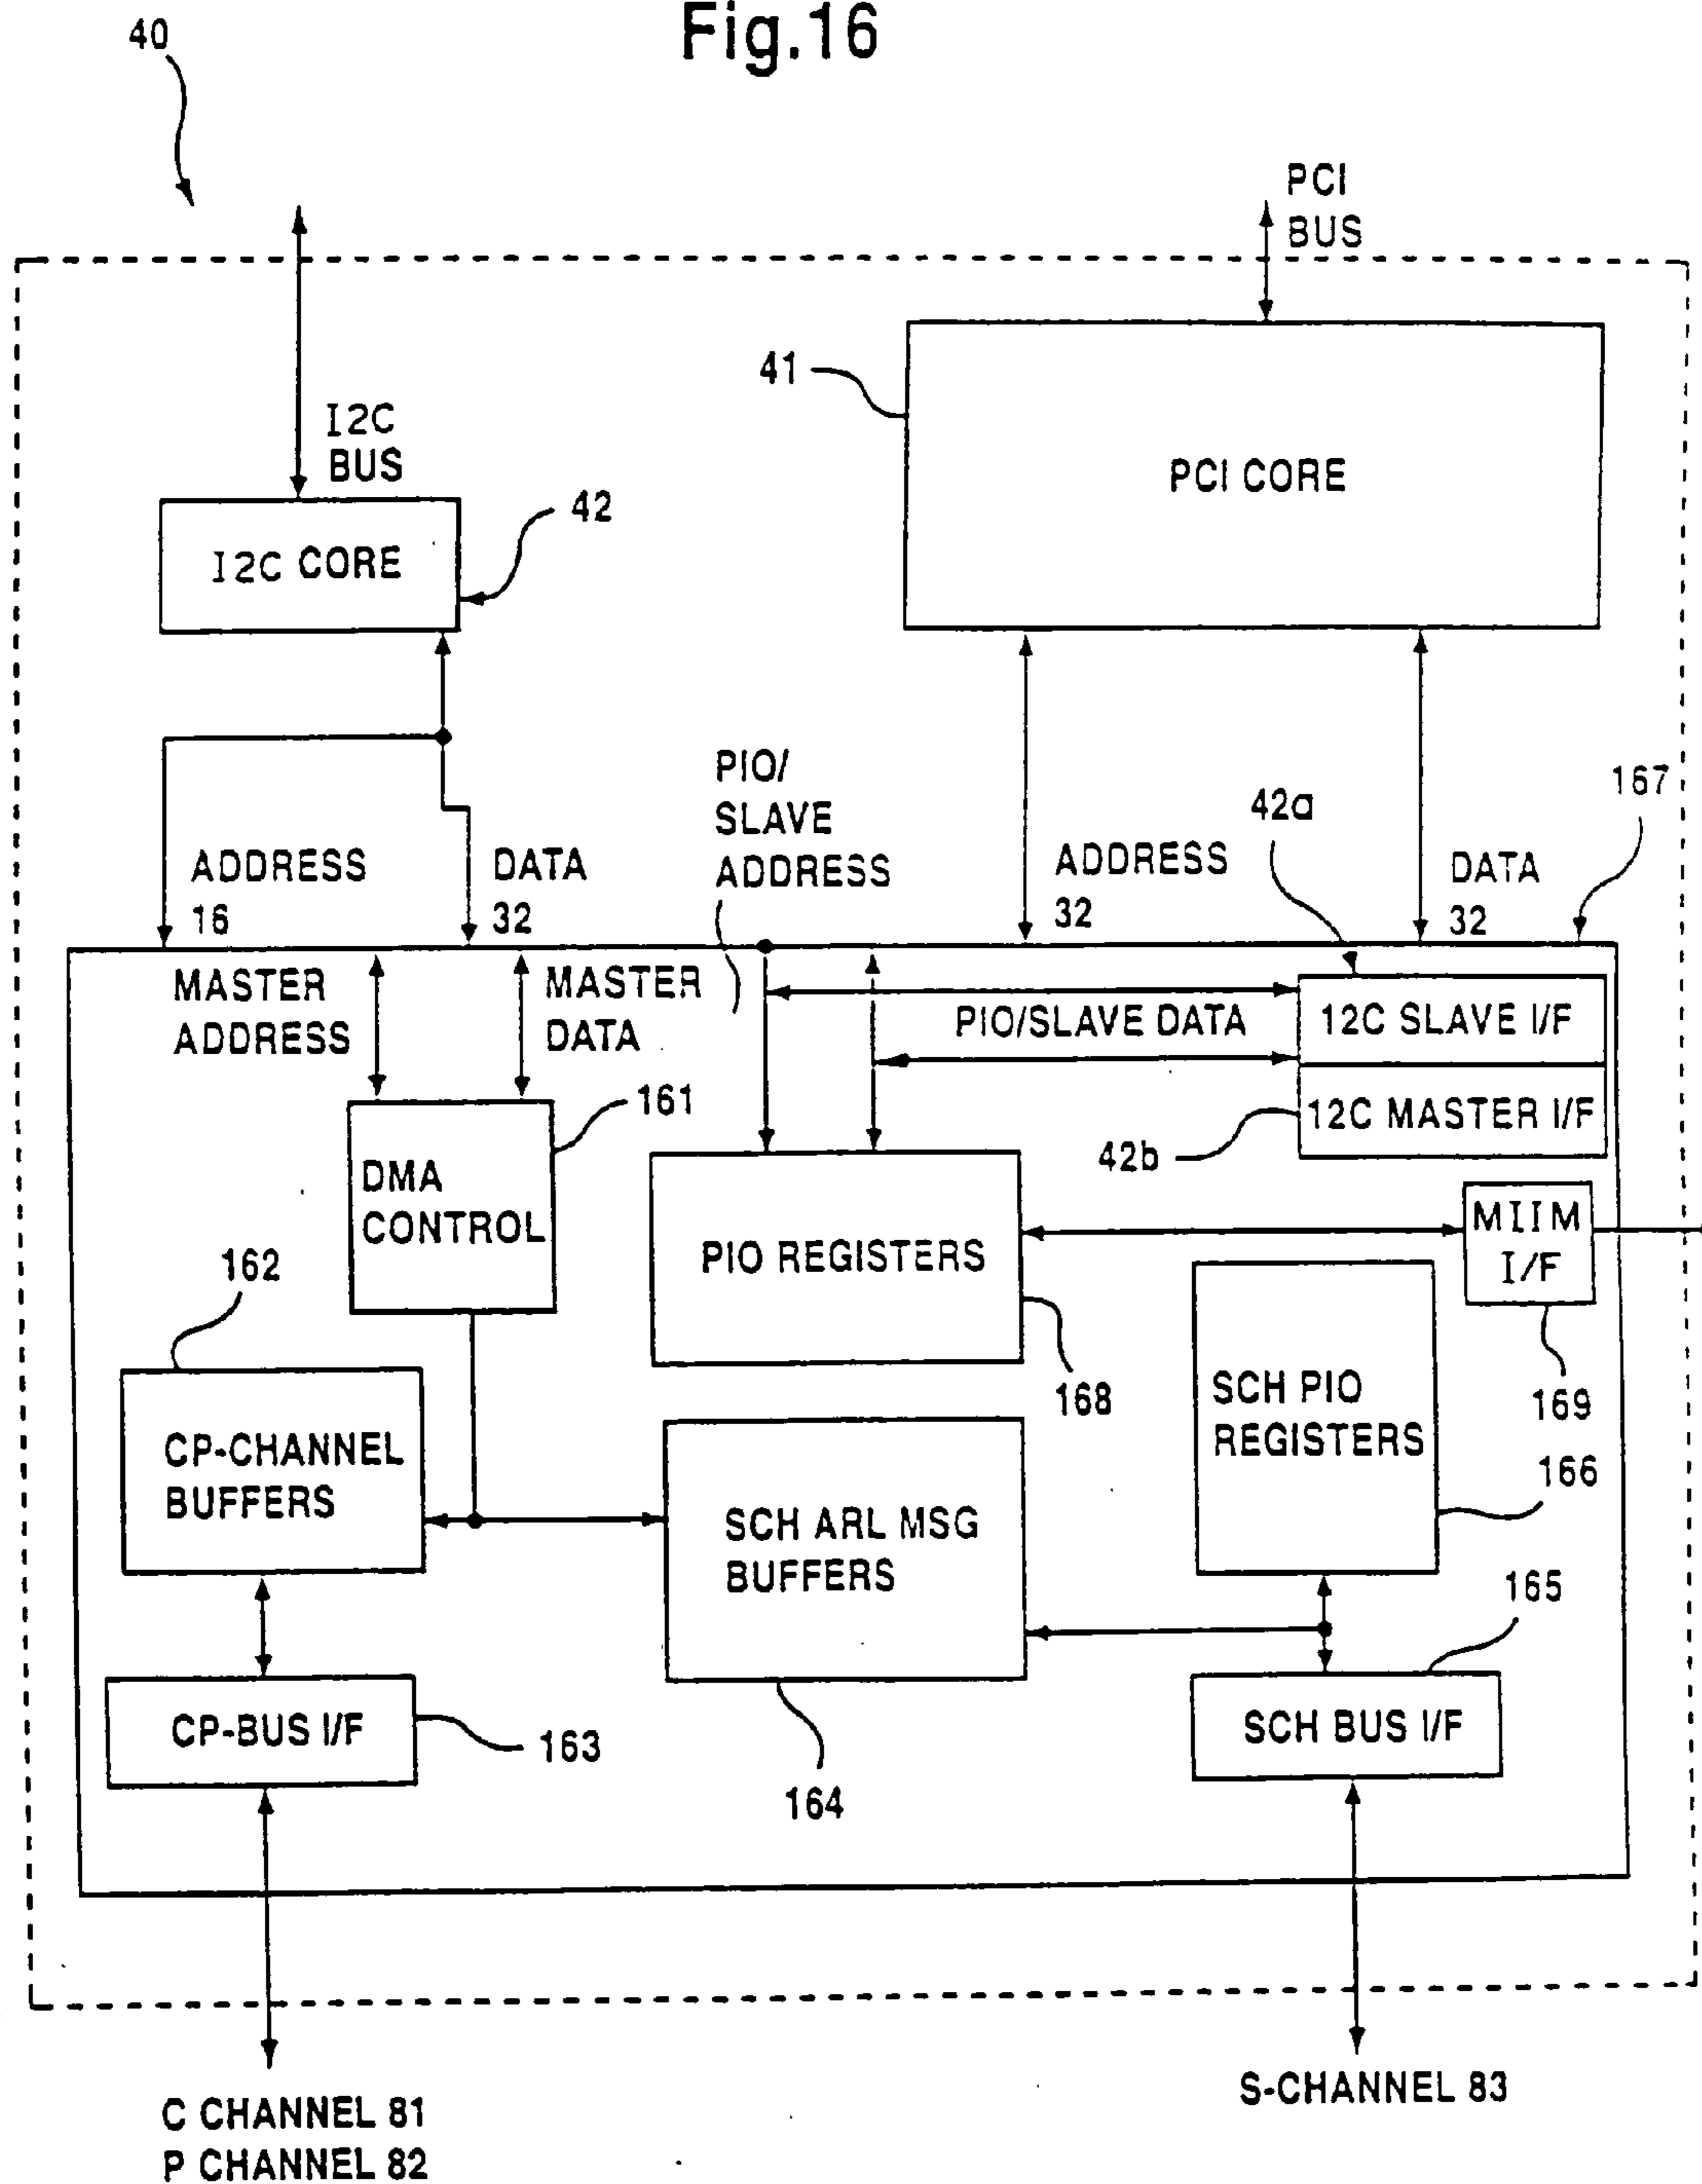 Fig.16
40
PCI
BUS
41
I2C
BUS
PCI CORE
42
I2C CORE
PIO/
SLAVE
ADDRESS
167
42a
ADDRESS
16
DATA
32
ADDRESS
32
DATA
32
MASTER
ADDRESS
MASTER
DATA
PIO/SLAVE DATA
12C SLAVE I/F
12C MASTER I/F
42b
161
DMA
CONTROL
PIO REGISTERS
MIIM
I/F
162
168
169
SCH PIO
REGISTERS
166
CP-CHANNEL
BUFFERS
SCH ARL MSG
BUFFERS
165
CP-BUS I/F
163
SCH BUS I/F
164
C CHANNEL 81
P CHANNEL 82
S-CHANNEL 83